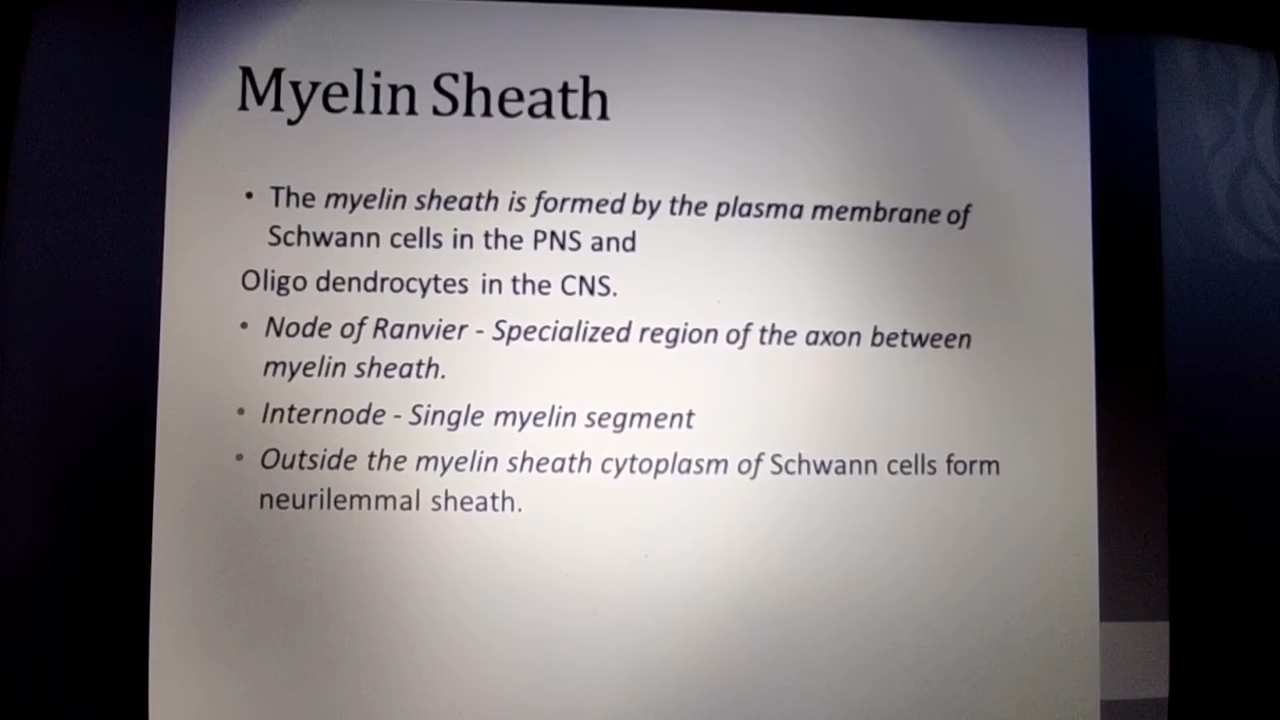 Myelin Sheath
• The myelin sheath is formed by the plasma membrane of
Schwann cells in the PNS and
Oligo dendrocytes in the CNS.
• Node of Ranvier - Specialized region of the axon between
myelin sheath.
• Internode - Single myelin segment
• Outside the myelin sheath cytoplasm of Schwann cells form
neurilemmal sheath.